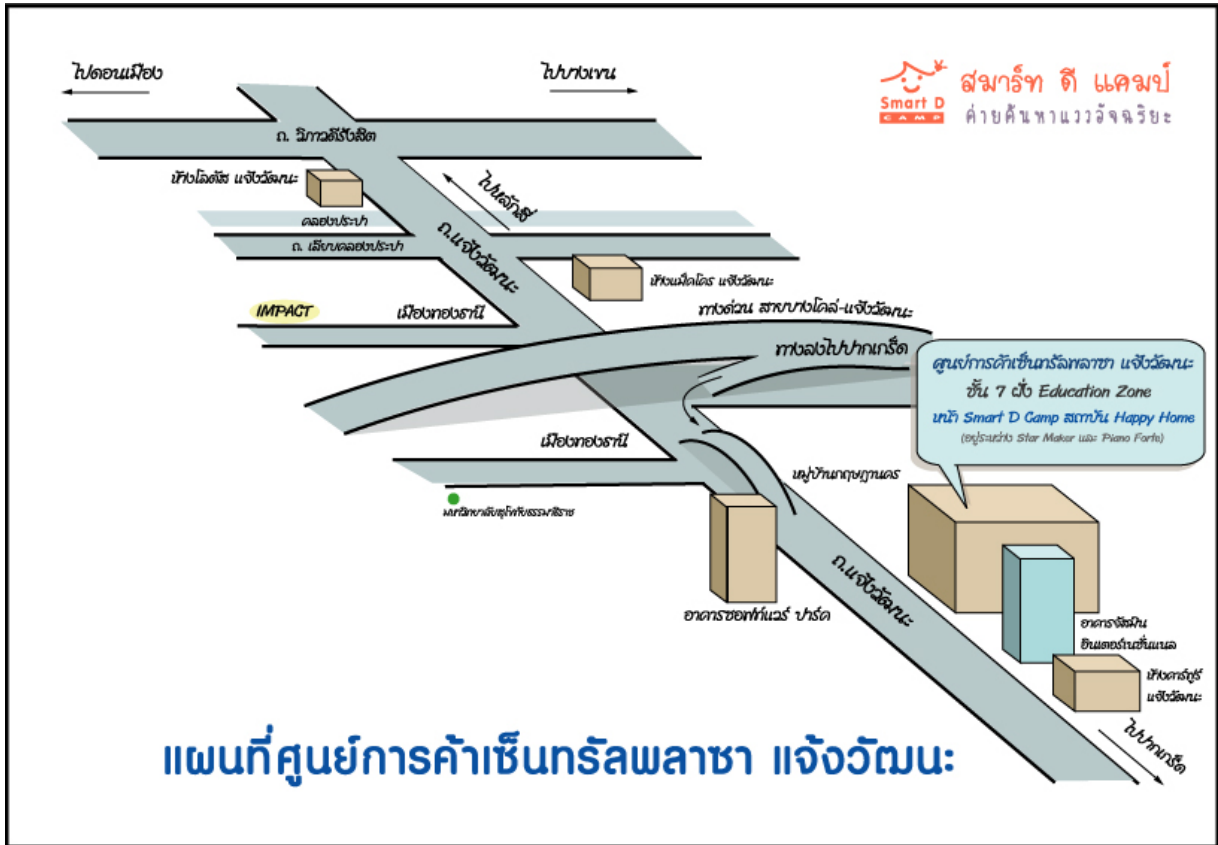 ไปดอนเมือง
ไปบางเขน
Smart D
CAMP
สมาร์ท ดี แคมป์
ค่ายค้นหาแววอัจฉริยะ
ถ. วิภาวดีรังสิต
ห้างโลตัส แจ้งวัฒนะ
ไปหลักสี่
คลองประปา
ถ. เลียบคลองประปา
ถ.แจ้งวัฒนะ
ห้างแม็คโคร แจ้งวัฒนะ
IMPACT
เมืองทองธานี
ทางด่วน สายบางโคล่-แจ้งวัฒนะ
ทางลงไปปากเกร็ด
ศูนย์การค้าเซ็นทรัลพลาซา แจ้งวัฒนะ
ชั้น 7 ฝั่ง Education Zone
หน้า Smart D Camp สถาบัน Happy Home
(อยู่ระหว่าง Star Maker และ Piano Forte)
เมืองทองธานี
หมู่บ้านกฤษฎานคร
มหาวิทยาลัยสุโขทัยธรรมาธิราช
ถ.แจ้งวัฒนะ
อาคารซอฟท์แวร์ ปาร์ค
อาคารจัสมิน
อินเตอร์เนชั่นแนล
ห้างคาร์ฟูร์
แจ้งวัฒนะ
ไปปากเกร็ด
แผนที่ศูนย์การค้าเซ็นทรัลพลาซา แจ้งวัฒนะ